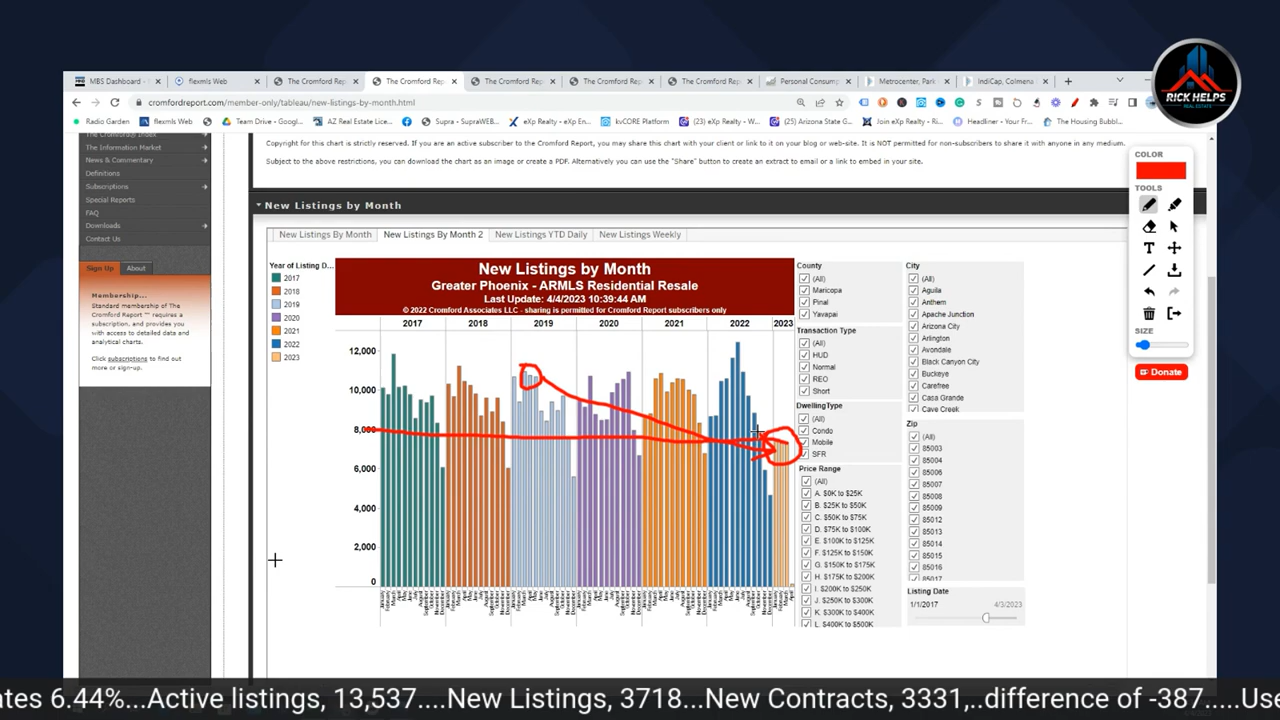 MBS Dashboard -
flexmls Web
The Cromford Rep
The Cromford Rep
The Cromford Rep
The Cromford Rep
The Cromford Rep
Personal Consump
Metrocenter, Park
IndiCap, Colmena
RICK HELPS
REAL ESTATE
cromfordreport.com/member-only/tableau/new-listings-by-month.html
Radio Garden
flexmls Web
Team Drive - Googl...
AZ Real Estate Lice...
Supra - SupraWEB...
eXp Realty - eXp En...
kvCORE Platform
(23) eXp Realty - W...
(25) Arizona State G...
Join eXp Realty - Ri...
Headliner - Your Fr...
The Housing Bubbl...
The Cromford® Index
The Information Market
News & Commentary
Definitions
Subscriptions
Special Reports
FAQ
Downloads
Contact Us
Sign Up
About
Membership...
Standard membership of The
Cromford Report ™ requires a
subscription, and provides you
with access to detailed data and
analytical charts.
Click subscriptions to find out
more or sign-up.
Copyright for this chart is strictly reserved. If you are an active subscriber to the Cromford Report, you may share this chart with your client or link to it on your blog or web-site. It is NOT permitted for non-subscribers to share it with anyone in any medium.
Subject to the above restrictions, you can download the chart as an image or create a PDF. Alternatively you can use the "Share" button to create an extract to email or a link to embed in your site.
New Listings by Month
New Listings By Month
New Listings By Month 2
New Listings YTD Daily
New Listings Weekly
Year of Listing D...
2017
2018
2019
2020
2021
2022
2023
New Listings by Month
Greater Phoenix - ARMLS Residential Resale
Last Update: 4/4/2023 10:39:44 AM
© 2022 Cromford Associates LLC - sharing is permitted for Cromford Report subscribers only
2017 2018 2019 2020 2021 2022 2023
12,000
10,000
8,000
6,000
4,000
2,000
0
County
(All)
Maricopa
Pinal
Yavapai
Transaction Type
(All)
HUD
Normal
REO
Short
DwellingType
(All)
Condo
Mobile
SFR
Price Range
(All)
A. $0K to $25K
B. $25K to $50K
C. $50K to $75K
D. $75K to $100K
E. $100K to $125K
F. $125K to $150K
G. $150K to $175K
H. $175K to $200K
I. $200K to $250K
J. $250K to $300K
K. $300K to $400K
L. $400K to $500K
City
(All)
Aguila
Anthem
Apache Junction
Arizona City
Arlington
Avondale
Black Canyon City
Buckeye
Carefree
Casa Grande
Cave Creek
Zip
(All)
85003
85004
85006
85007
85008
85009
85012
85013
85014
85015
85016
85017
Listing Date
1/1/2017 4/3/2023
COLOR
TOOLS
T
SIZE
Donate
ates 6.44%...Active listings, 13,537....New Listings, 3718...New Contracts, 3331,..difference of -387.....Use